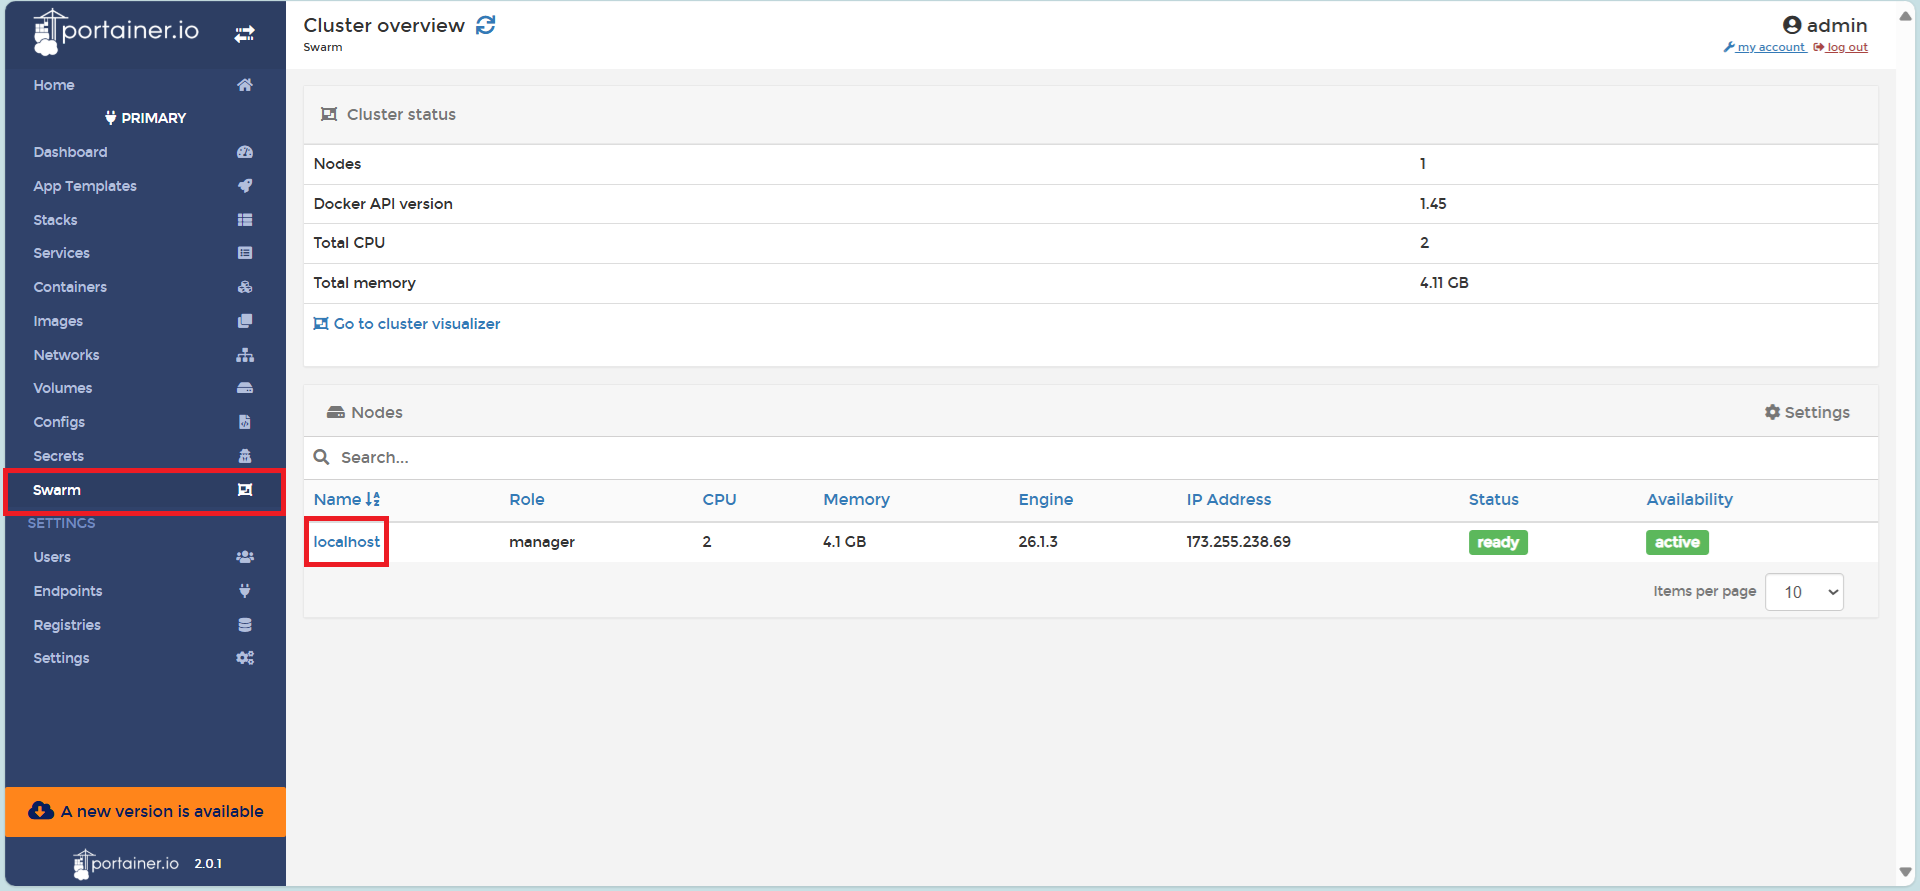 portainer.io
Home
PRIMARY
Dashboard
App Templates
Stacks
Services
Containers
Images
Networks
Volumes
Configs
Secrets
Swarm
SETTINGS
Users
Endpoints
Registries
Settings
A new version is available
portainer.io 2.0.1
Cluster overview
Swarm
admin
my account log out
Cluster status
Nodes 1
Docker API version 1.45
Total CPU 2
Total memory 4.11 GB
Go to cluster visualizer
Nodes Settings
Search...
Name Role CPU Memory Engine IP Address Status Availability
localhost manager 2 4.1 GB 26.1.3 173.255.238.69 ready active
Items per page 10